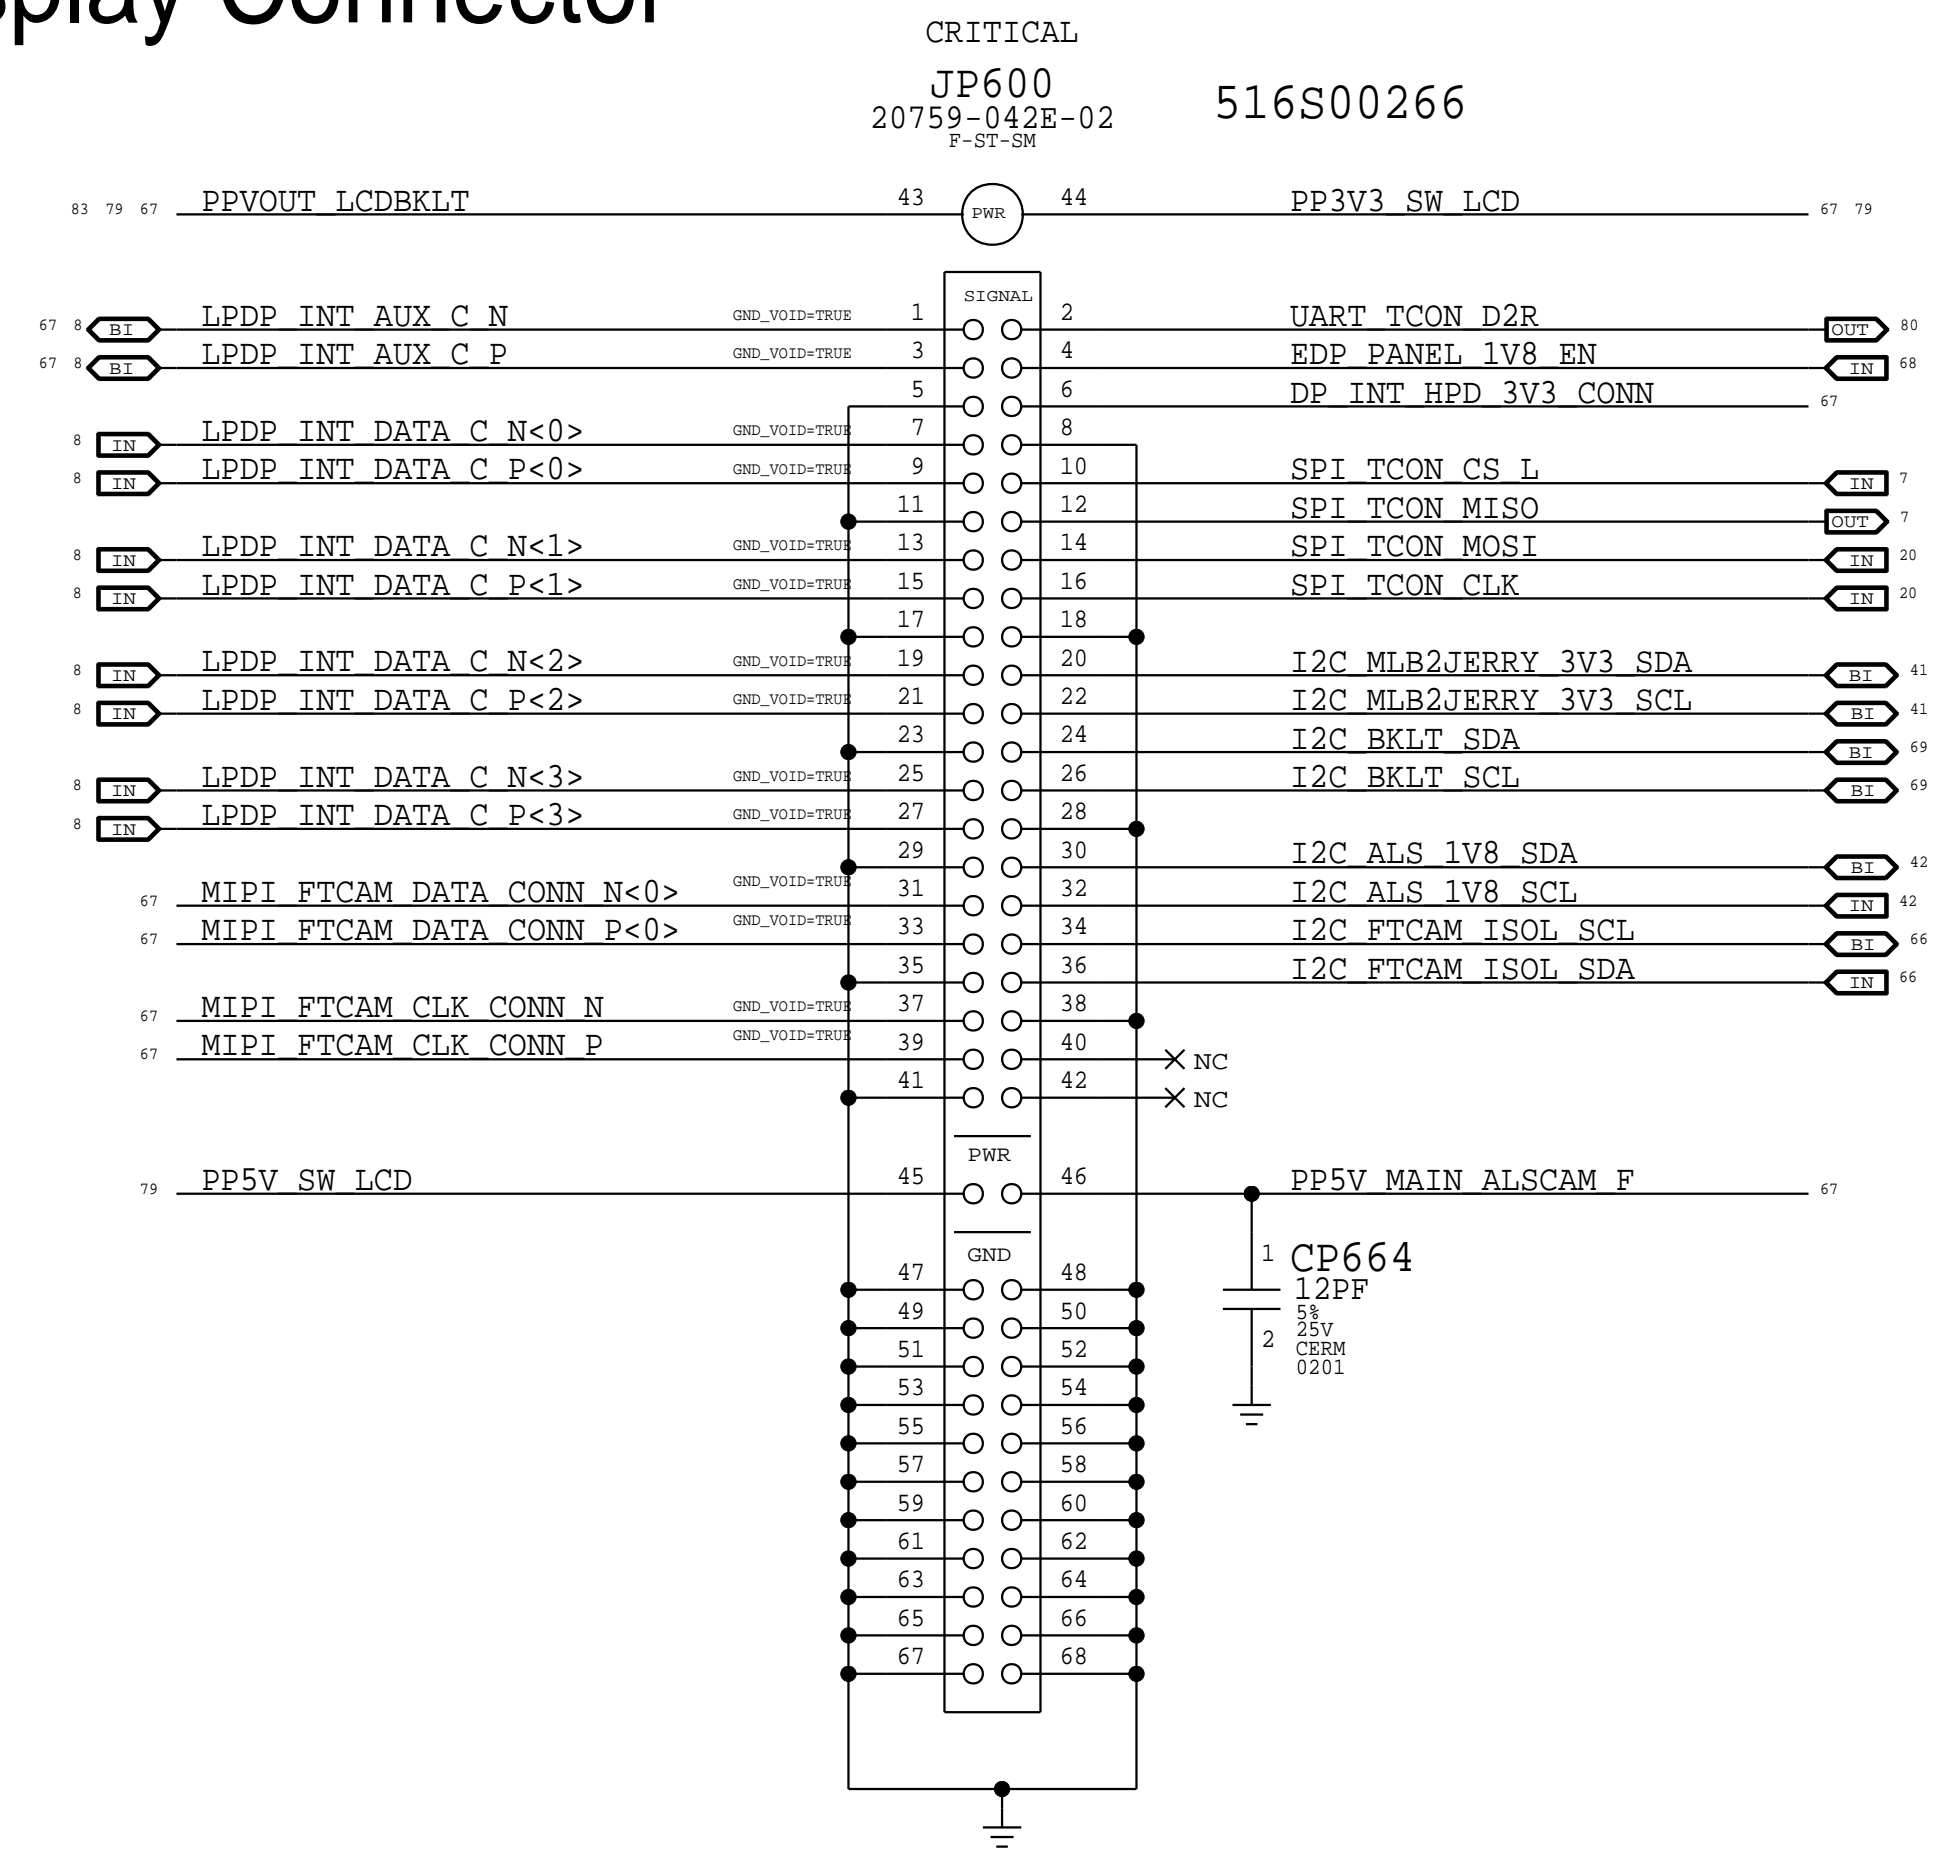 splay Connector
CRITICAL
JP600
20759-042E-02
F-ST-SM
516S00266
83 79 67 PPVOUT_LCDBKLT 43 PWR 44 PP3V3_SW_LCD 67 79
SIGNAL
67 8 BI LPDP_INT_AUX_C_N GND_VOID=TRUE 1 2 UART_TCON_D2R OUT 80
67 8 BI LPDP_INT_AUX_C_P GND_VOID=TRUE 3 4 EDP_PANEL_1V8_EN IN 68
5 6 DP_INT_HPD_3V3_CONN 67
8 IN LPDP_INT_DATA_C_N<0> GND_VOID=TRUE 7 8
8 IN LPDP_INT_DATA_C_P<0> GND_VOID=TRUE 9 10 SPI_TCON_CS_L IN 7
11 12 SPI_TCON_MISO OUT 7
8 IN LPDP_INT_DATA_C_N<1> GND_VOID=TRUE 13 14 SPI_TCON_MOSI IN 20
8 IN LPDP_INT_DATA_C_P<1> GND_VOID=TRUE 15 16 SPI_TCON_CLK IN 20
17 18
8 IN LPDP_INT_DATA_C_N<2> GND_VOID=TRUE 19 20 I2C_MLB2JERRY_3V3_SDA BI 41
8 IN LPDP_INT_DATA_C_P<2> GND_VOID=TRUE 21 22 I2C_MLB2JERRY_3V3_SCL BI 41
23 24 I2C_BKLT_SDA BI 69
8 IN LPDP_INT_DATA_C_N<3> GND_VOID=TRUE 25 26 I2C_BKLT_SCL BI 69
8 IN LPDP_INT_DATA_C_P<3> GND_VOID=TRUE 27 28
29 30 I2C_ALS_1V8_SDA BI 42
67 MIPI_FTCAM_DATA_CONN_N<0> GND_VOID=TRUE 31 32 I2C_ALS_1V8_SCL IN 42
67 MIPI_FTCAM_DATA_CONN_P<0> GND_VOID=TRUE 33 34 I2C_FTCAM_ISOL_SCL BI 66
35 36 I2C_FTCAM_ISOL_SDA IN 66
67 MIPI_FTCAM_CLK_CONN_N GND_VOID=TRUE 37 38
67 MIPI_FTCAM_CLK_CONN_P GND_VOID=TRUE 39 40 NC
41 42 NC
PWR
79 PP5V_SW_LCD 45 46 PP5V_MAIN_ALSCAM_F 67
GND
47 48
49 50
51 52
53 54
55 56
57 58
59 60
61 62
63 64
65 66
67 68
1 CP664
12PF
5%
25V
2 CERM
0201